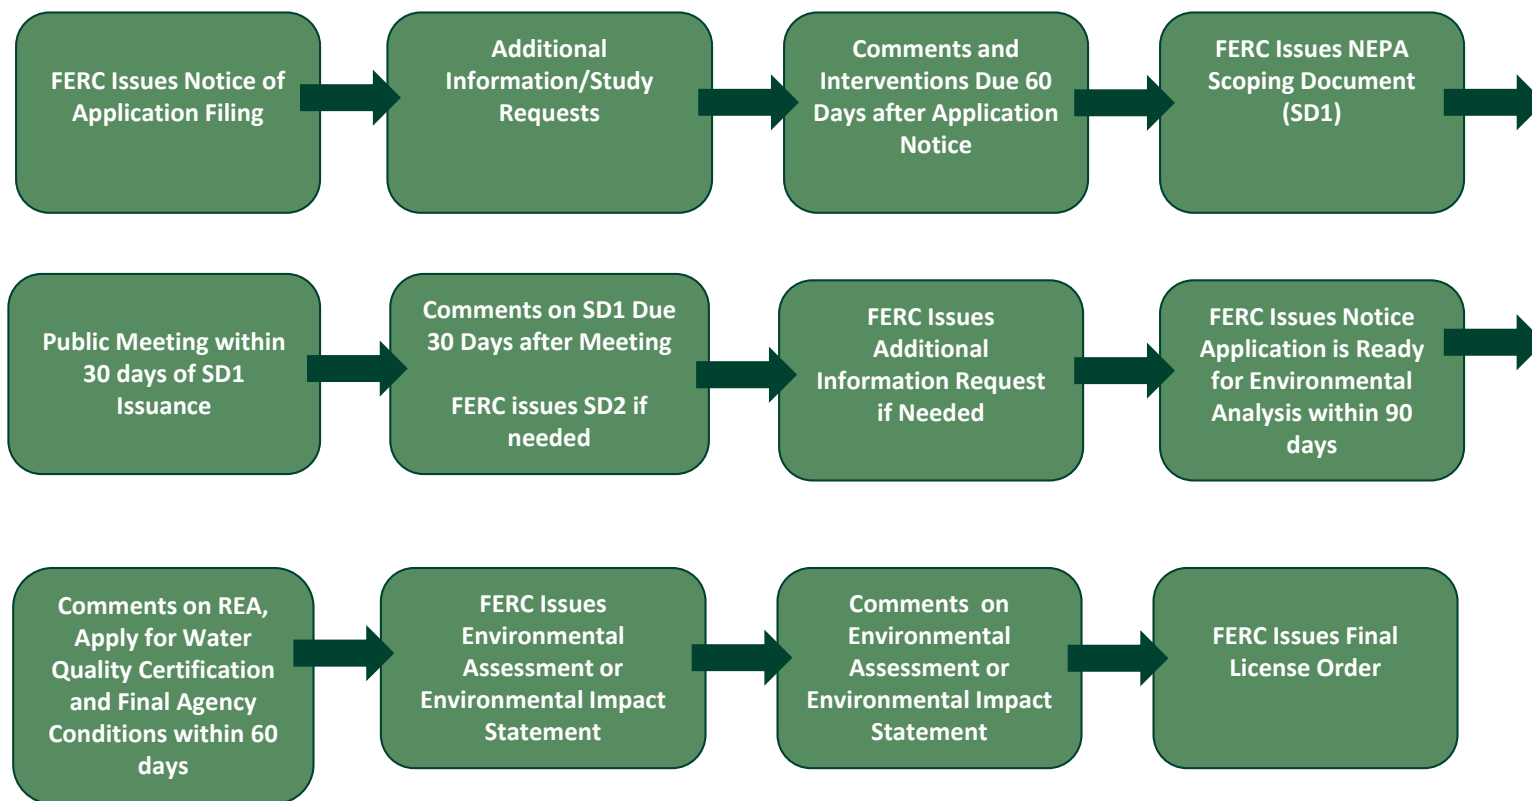 FERC Issues Notice of
Application Filing
Additional
Information/Study
Requests
Comments and
Interventions Due 60
Days after Application
Notice
FERC Issues NEPA
Scoping Document
(SD1)
Public Meeting within
30 days of SD1
Issuance
Comments on SD1 Due
30 Days after Meeting
FERC issues SD2 if
needed
FERC Issues
Additional
Information Request
if Needed
FERC Issues Notice
Application is Ready
for Environmental
Analysis within 90
days
Comments on REA,
Apply for Water
Quality Certification
and Final Agency
Conditions within 60
days
FERC Issues
Environmental
Assessment or
Environmental Impact
Statement
Comments on
Environmental
Assessment or
Environmental Impact
Statement
FERC Issues Final
License Order